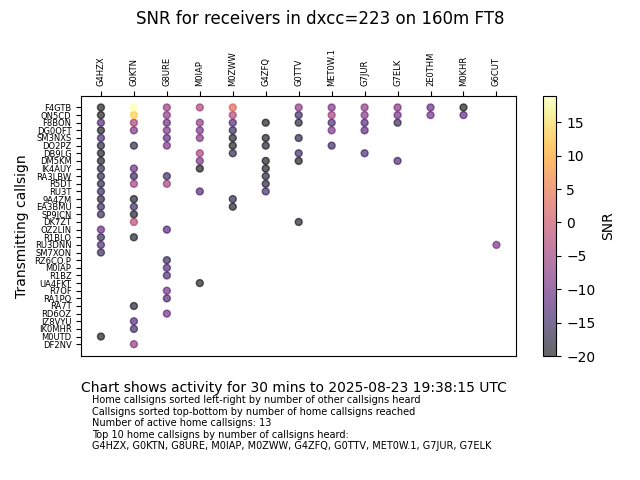 SNR for receivers in dxcc=223 on 160m FT8
G4HZX G0KTN G8URE M0IAP M0ZWW G4ZFQ G0TTV MET0W.1 G7JUR G7ELK 2E0THM M0KHR G6CUT
Transmitting callsign
F4GTB
ON5CD
F8BON
DG0OFT
SM3NXS
DO2PZ
DB9LG
DM5KM
IK4AUY
RA3LBW
R5DT
RU3T
9A4ZM
EA3BMU
SP9JCN
DK7ZT
OZ2LIN
R1BLO
RU3DNN
SM7XON
RZ6CO.P
M0IAP
R1BZ
UA4FKT
R7OF
RA1PQ
RA7T
RD6OZ
IZ8VYU
IK0MHR
M0UTD
DF2NV
15
10
5
0
−5
−10
−15
−20
SNR
Chart shows activity for 30 mins to 2025-08-23 19:38:15 UTC
Home callsigns sorted left-right by number of other callsigns heard
Callsigns sorted top-bottom by number of home callsigns reached
Number of active home callsigns: 13
Top 10 home callsigns by number of callsigns heard:
G4HZX, G0KTN, G8URE, M0IAP, M0ZWW, G4ZFQ, G0TTV, MET0W.1, G7JUR, G7ELK